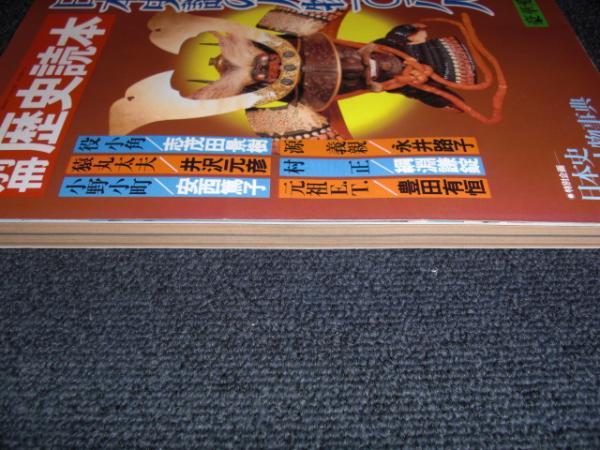 別冊
歴史読本
役小角/志茂田景樹
源義親/永井路子
猿丸太夫/井沢元彦
村正/綱淵謙錠
小野小町/安西篤子
元祖E.T./豊田有恒
●特別企画
日本史
人物事典